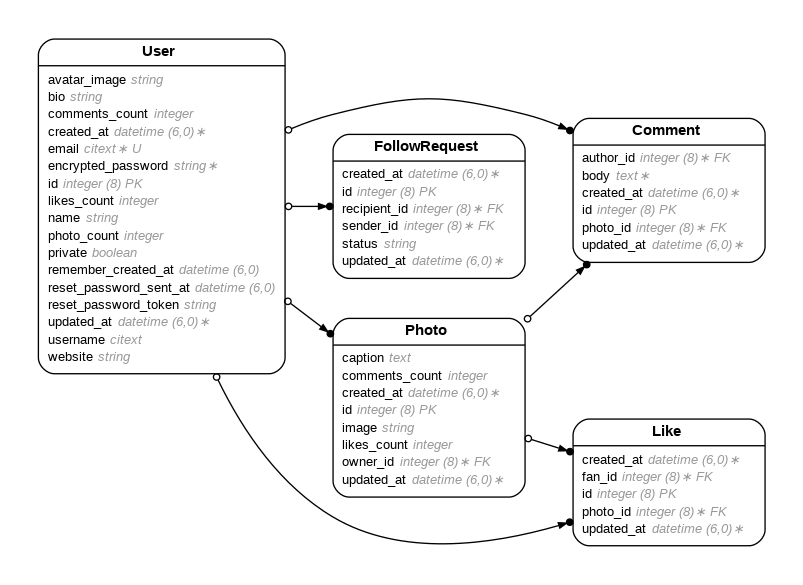 User
avatar_image string
bio string
comments_count integer
created_at datetime (6,0)∗
email citext∗ U
encrypted_password string∗
id integer (8) PK
likes_count integer
name string
photo_count integer
private boolean
remember_created_at datetime (6,0)
reset_password_sent_at datetime (6,0)
reset_password_token string
updated_at datetime (6,0)∗
username citext
website string
FollowRequest
created_at datetime (6,0)∗
id integer (8) PK
recipient_id integer (8)∗ FK
sender_id integer (8)∗ FK
status string
updated_at datetime (6,0)∗
Photo
caption text
comments_count integer
created_at datetime (6,0)∗
id integer (8) PK
image string
likes_count integer
owner_id integer (8)∗ FK
updated_at datetime (6,0)∗
Comment
author_id integer (8)∗ FK
body text∗
created_at datetime (6,0)∗
id integer (8) PK
photo_id integer (8)∗ FK
updated_at datetime (6,0)∗
Like
created_at datetime (6,0)∗
fan_id integer (8)∗ FK
id integer (8) PK
photo_id integer (8)∗ FK
updated_at datetime (6,0)∗